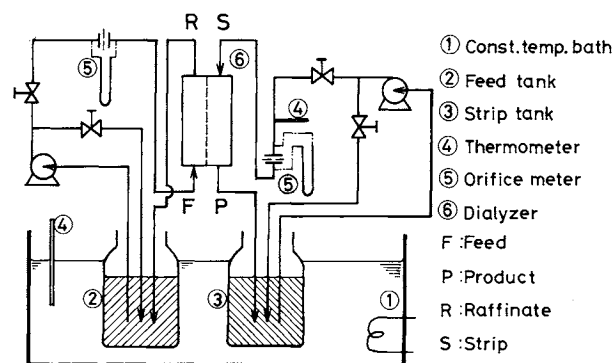 R S
⑥
⑤
④
⑤
F P
④
②
③
①
① Const. temp. bath
② Feed tank
③ Strip tank
④ Thermometer
⑤ Orifice meter
⑥ Dialyzer
F :Feed
P :Product
R :Raffinate
S :Strip